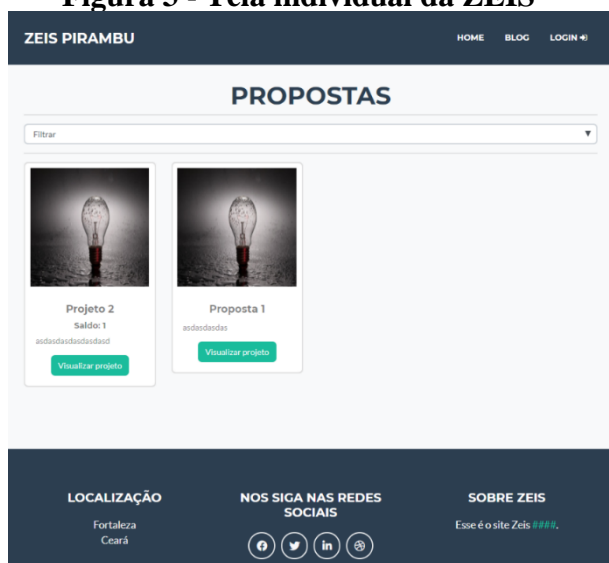 Figura 5 - Tela individual da ZEIS
ZEIS PIRAMBU
HOME BLOG LOGIN
PROPOSTAS
Filtrar
Projeto 2
Saldo: 1
asdasdasdasdasdasd
Visualizar projeto
Proposta 1
asdasdasdas
Visualizar projeto
LOCALIZAÇÃO
Fortaleza
Ceará
NOS SIGA NAS REDES
SOCIAIS
SOBRE ZEIS
Esse é o site Zeis ####.